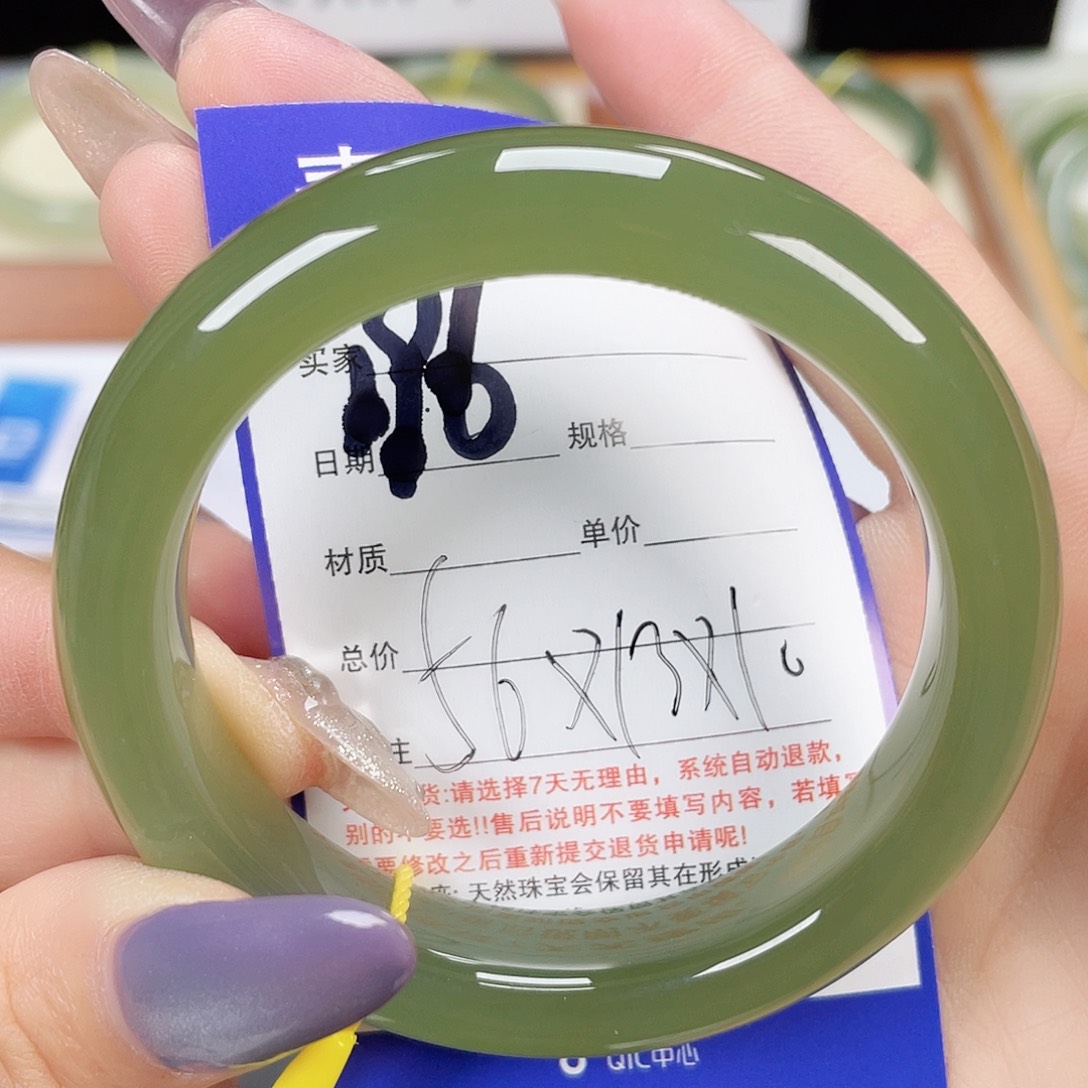 买家
日期 规格
材质 单价
总价
56x13x10
货:请选择7天无理由，系统自动退款，
别的不要选!!售后说明不要填写内容，若填写
需要修改之后重新提交退货申请呢!
天然珠宝会保留其在形成
QIC中心